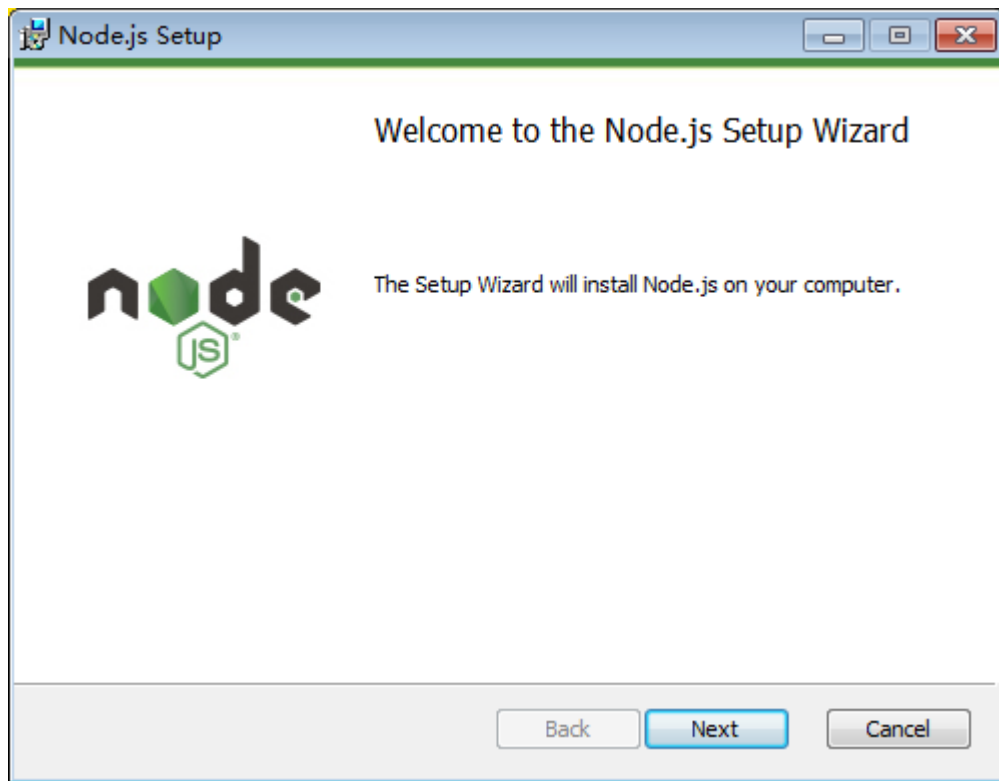 Node.js Setup
Welcome to the Node.js Setup Wizard
The Setup Wizard will install Node.js on your computer.
node
JS®
Back
Next
Cancel